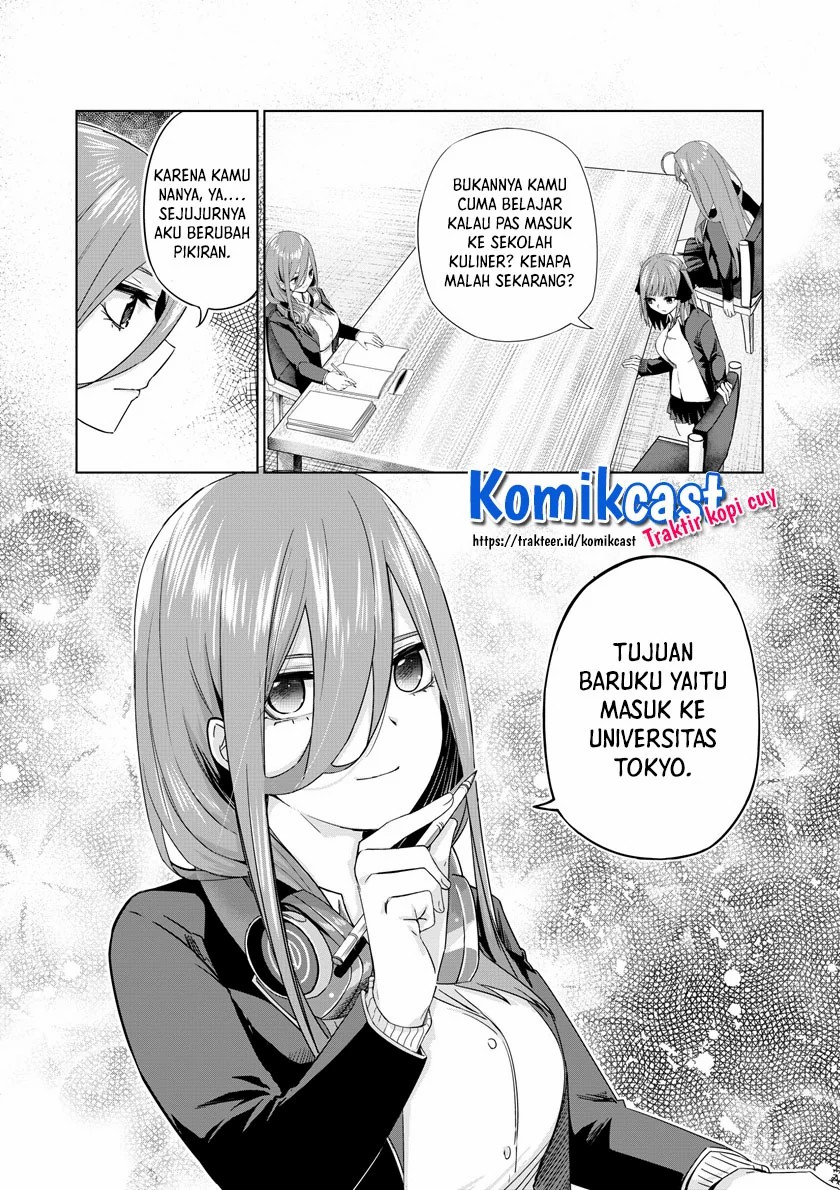 BUKANNYA KAMU
CUMA BELAJAR
KALAU PAS MASUK
KE SEKOLAH
KULINER? KENAPA
MALAH SEKARANG?
KARENA KAMU
NANYA, YA....
SEJUJURNYA
AKU BERUBAH
PIKIRAN.
Komikcast
Traktir kopi cuy
https://trakteer.id/komikcast
TUJUAN
BARUKU YAITU
MASUK KE
UNIVERSITAS
TOKYO.